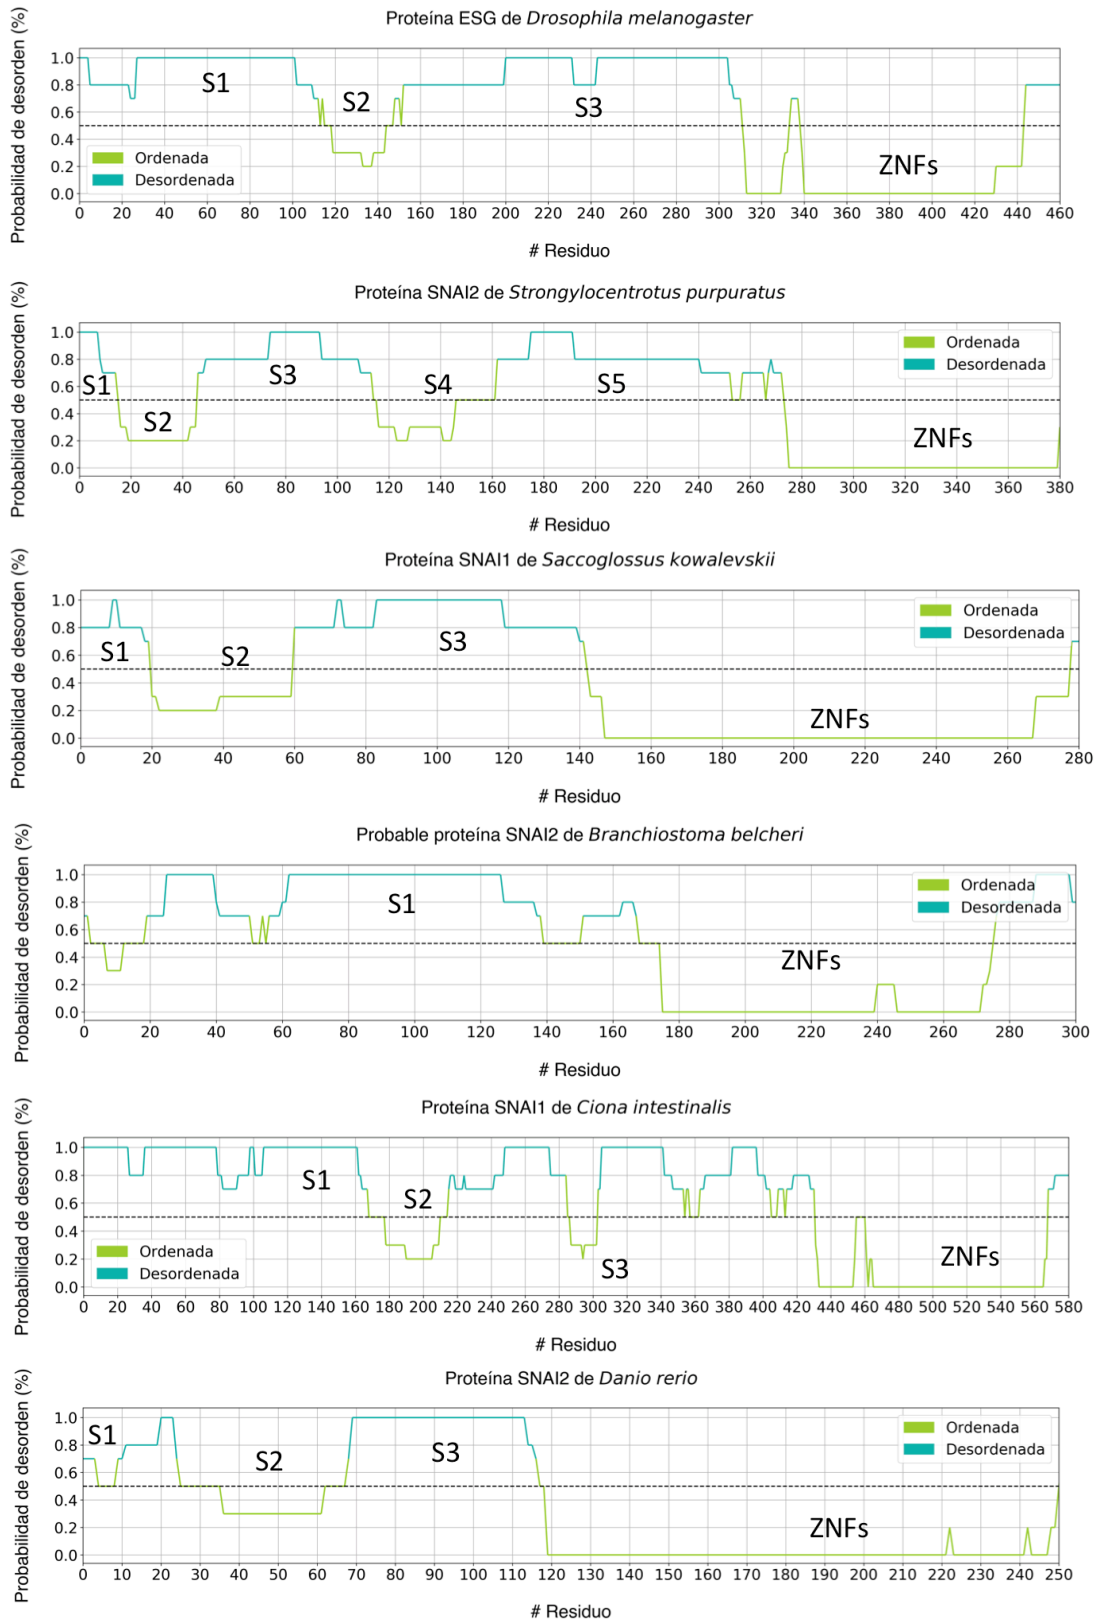 Proteína ESG de Drosophila melanogaster
Probabilidad de desorden (%)
1.0
0.8
0.6
0.4
0.2
0.0
S1
S2
S3
ZNFs
Ordenada
Desordenada
0 20 40 60 80 100 120 140 160 180 200 220 240 260 280 300 320 340 360 380 400 420 440 460
# Residuo
Proteína SNAI2 de Strongylocentrotus purpuratus
Probabilidad de desorden (%)
1.0
0.8
0.6
0.4
0.2
0.0
S1
S2
S3
S4
S5
ZNFs
Ordenada
Desordenada
0 20 40 60 80 100 120 140 160 180 200 220 240 260 280 300 320 340 360 380
# Residuo
Proteína SNAI1 de Saccoglossus kowalevskii
Probabilidad de desorden (%)
1.0
0.8
0.6
0.4
0.2
0.0
S1
S2
S3
ZNFs
Ordenada
Desordenada
0 20 40 60 80 100 120 140 160 180 200 220 240 260 280
# Residuo
Probable proteína SNAI2 de Branchiostoma belcheri
Probabilidad de desorden (%)
1.0
0.8
0.6
0.4
0.2
0.0
S1
ZNFs
Ordenada
Desordenada
0 20 40 60 80 100 120 140 160 180 200 220 240 260 280 300
# Residuo
Proteína SNAI1 de Ciona intestinalis
Probabilidad de desorden (%)
1.0
0.8
0.6
0.4
0.2
0.0
S1
S2
S3
ZNFs
Ordenada
Desordenada
0 20 40 60 80 100 120 140 160 180 200 220 240 260 280 300 320 340 360 380 400 420 440 460 480 500 520 540 560 580
# Residuo
Proteína SNAI2 de Danio rerio
Probabilidad de desorden (%)
1.0
0.8
0.6
0.4
0.2
0.0
S1
S2
S3
ZNFs
Ordenada
Desordenada
0 10 20 30 40 50 60 70 80 90 100 110 120 130 140 150 160 170 180 190 200 210 220 230 240 250
# Residuo